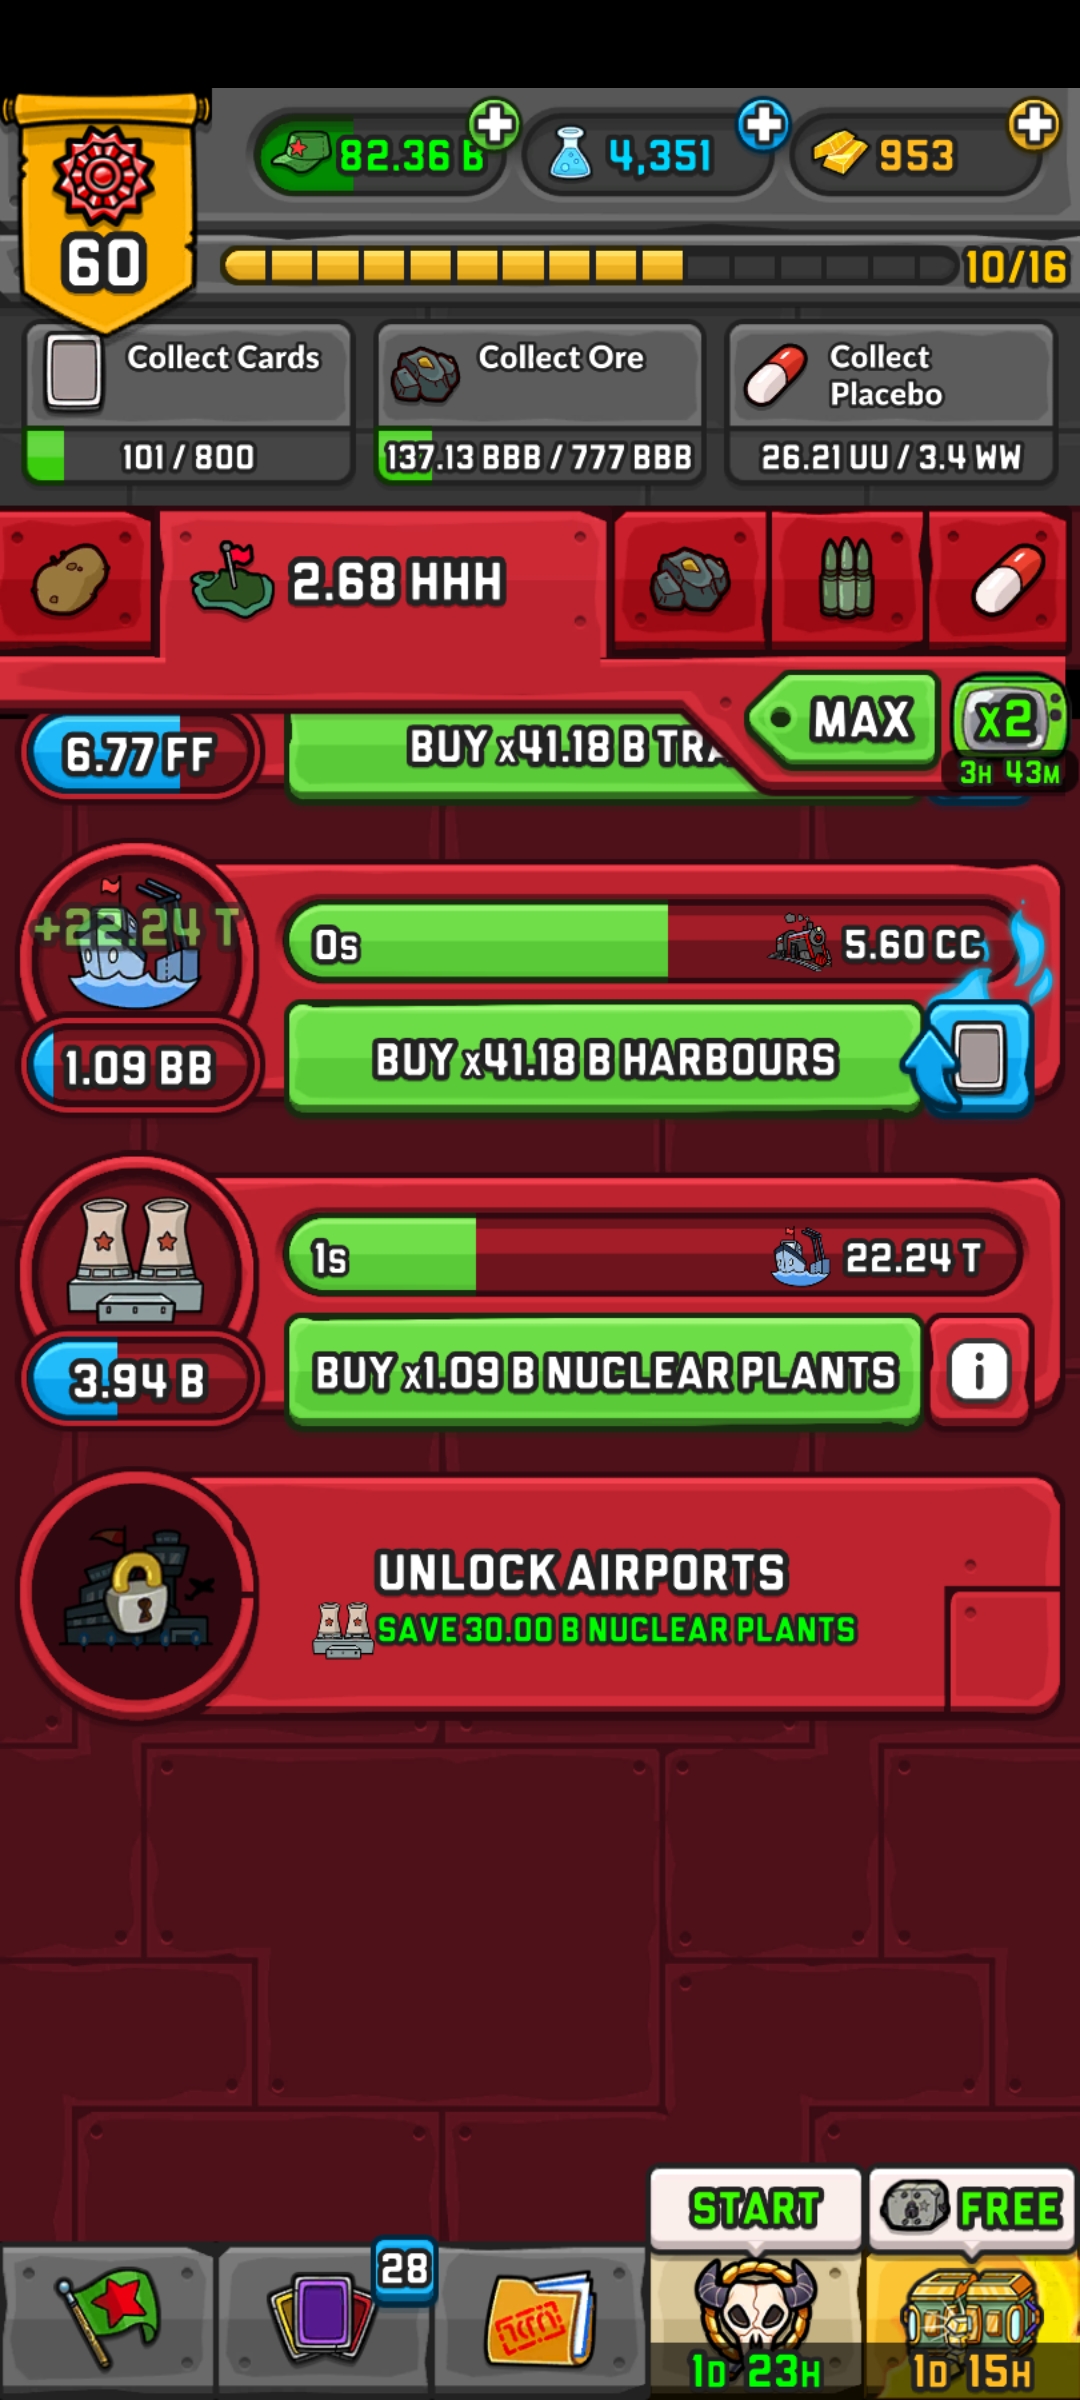 60
82.36 B
4,351
953
10/16
Collect Cards
101 / 800
Collect Ore
137.13 BBB / 777 BBB
Collect
Placebo
26.21 UU / 3.4 WW
2.68 HHH
MAX
x2
3H 43M
6.77 FF
BUY x41.18 B TRA
+22.24 T
0s
5.60 CC
1.09 BB
BUY x41.18 B HARBOURS
1s
22.24 T
3.94 B
BUY x1.09 B NUCLEAR PLANTS
i
UNLOCK AIRPORTS
SAVE 30.00 B NUCLEAR PLANTS
START
FREE
28
1D 23H
1D 15H